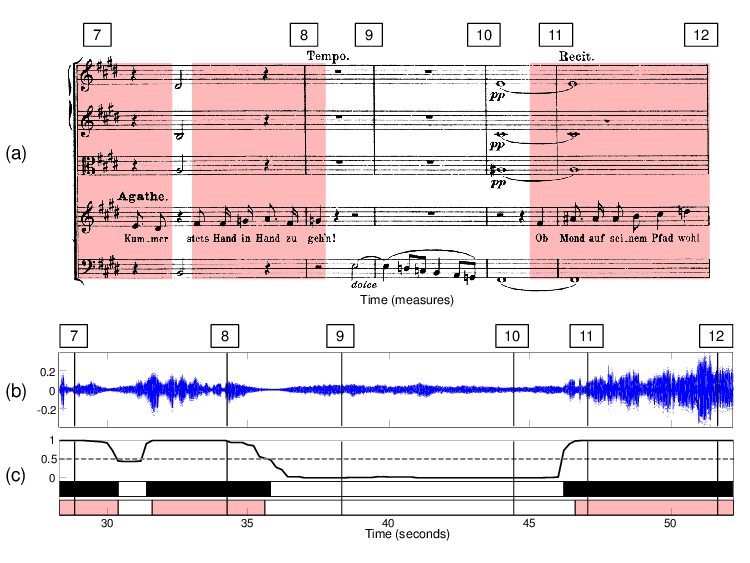 7 8 9 10 11 12
Tempo. Recit.
(a)
pp
pp
pp
Agathe.
Kum-mer stets Hand in Hand zu geh'n! Ob Mond auf sei-nem Pfad wohl
dolce
Time (measures)
7 8 9 10 11 12
(b)
0.2
0
-0.2
(c)
1
0.5
0
30 35 40 45 50
Time (seconds)